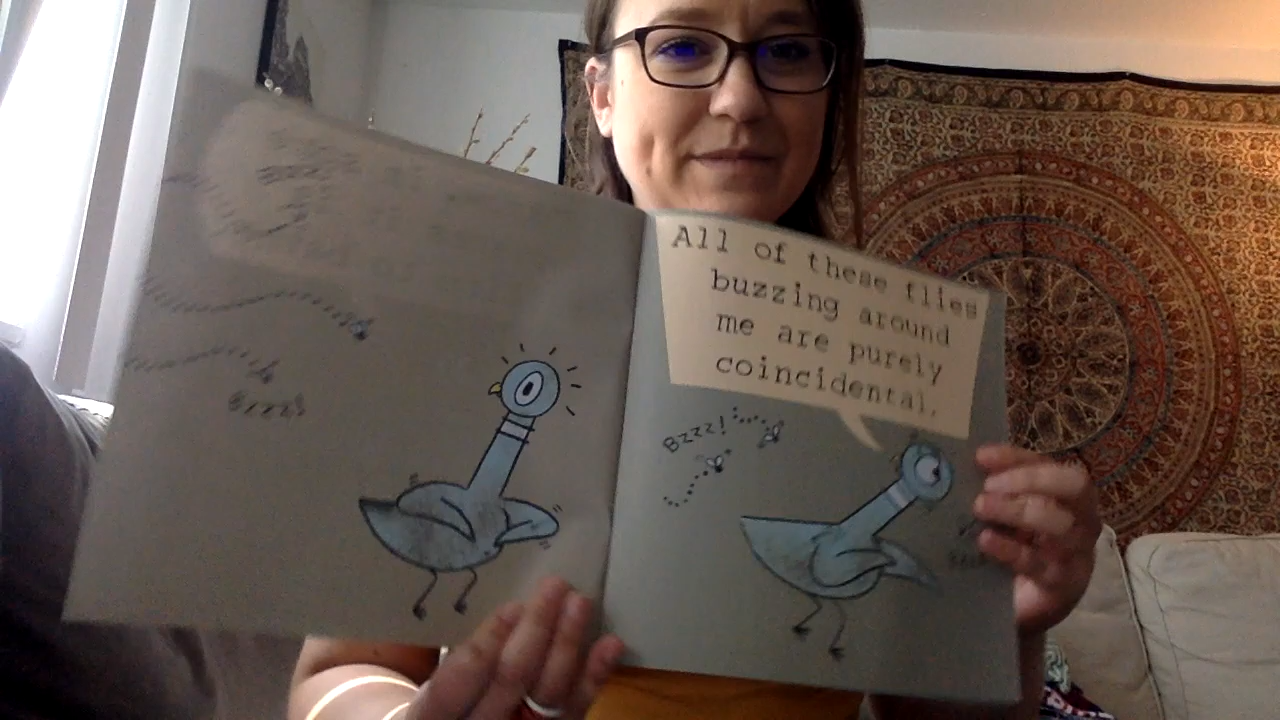 Bzzz!
All of these flies
buzzing around
me are purely
coincidental.
Bzzz!